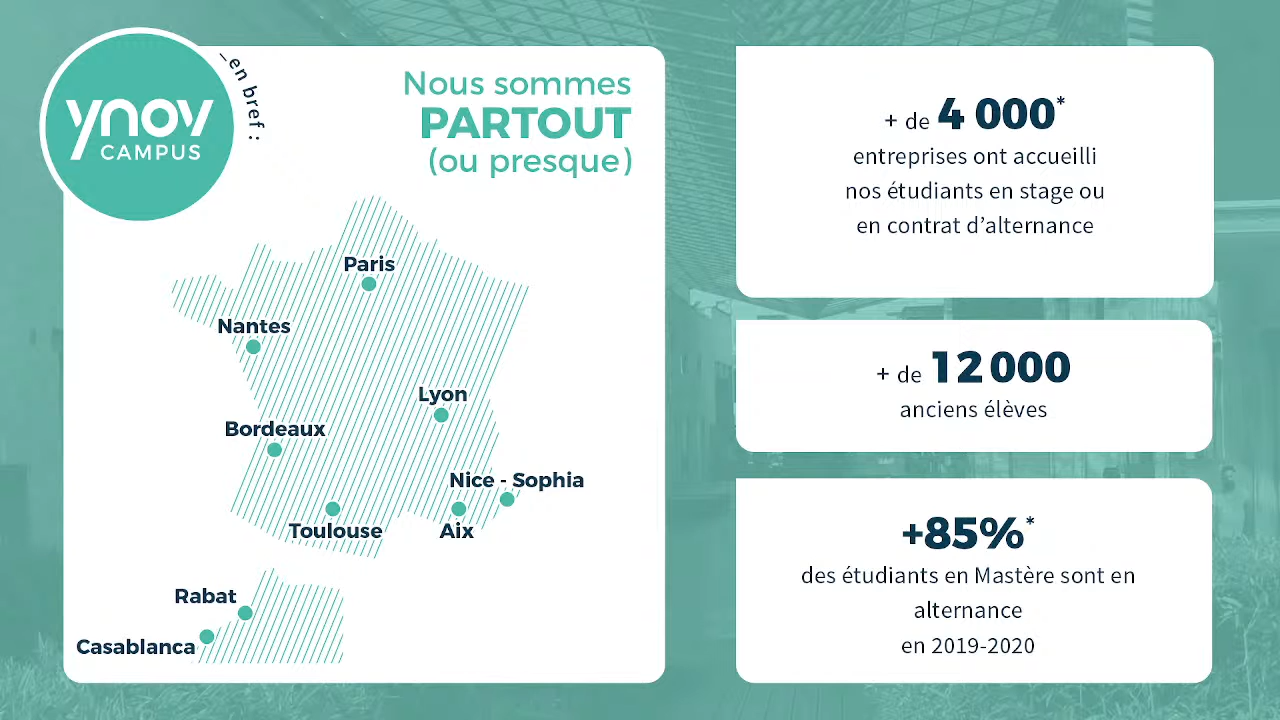 ynov
CAMPUS
_en bref :
Nous sommes
PARTOUT
(ou presque)
Paris
Nantes
Lyon
Bordeaux
Nice - Sophia
Toulouse
Aix
Rabat
Casablanca
+ de 4 000*
entreprises ont accueilli
nos étudiants en stage ou
en contrat d’alternance
+ de 12 000
anciens élèves
+85%*
des étudiants en Mastère sont en
alternance
en 2019-2020